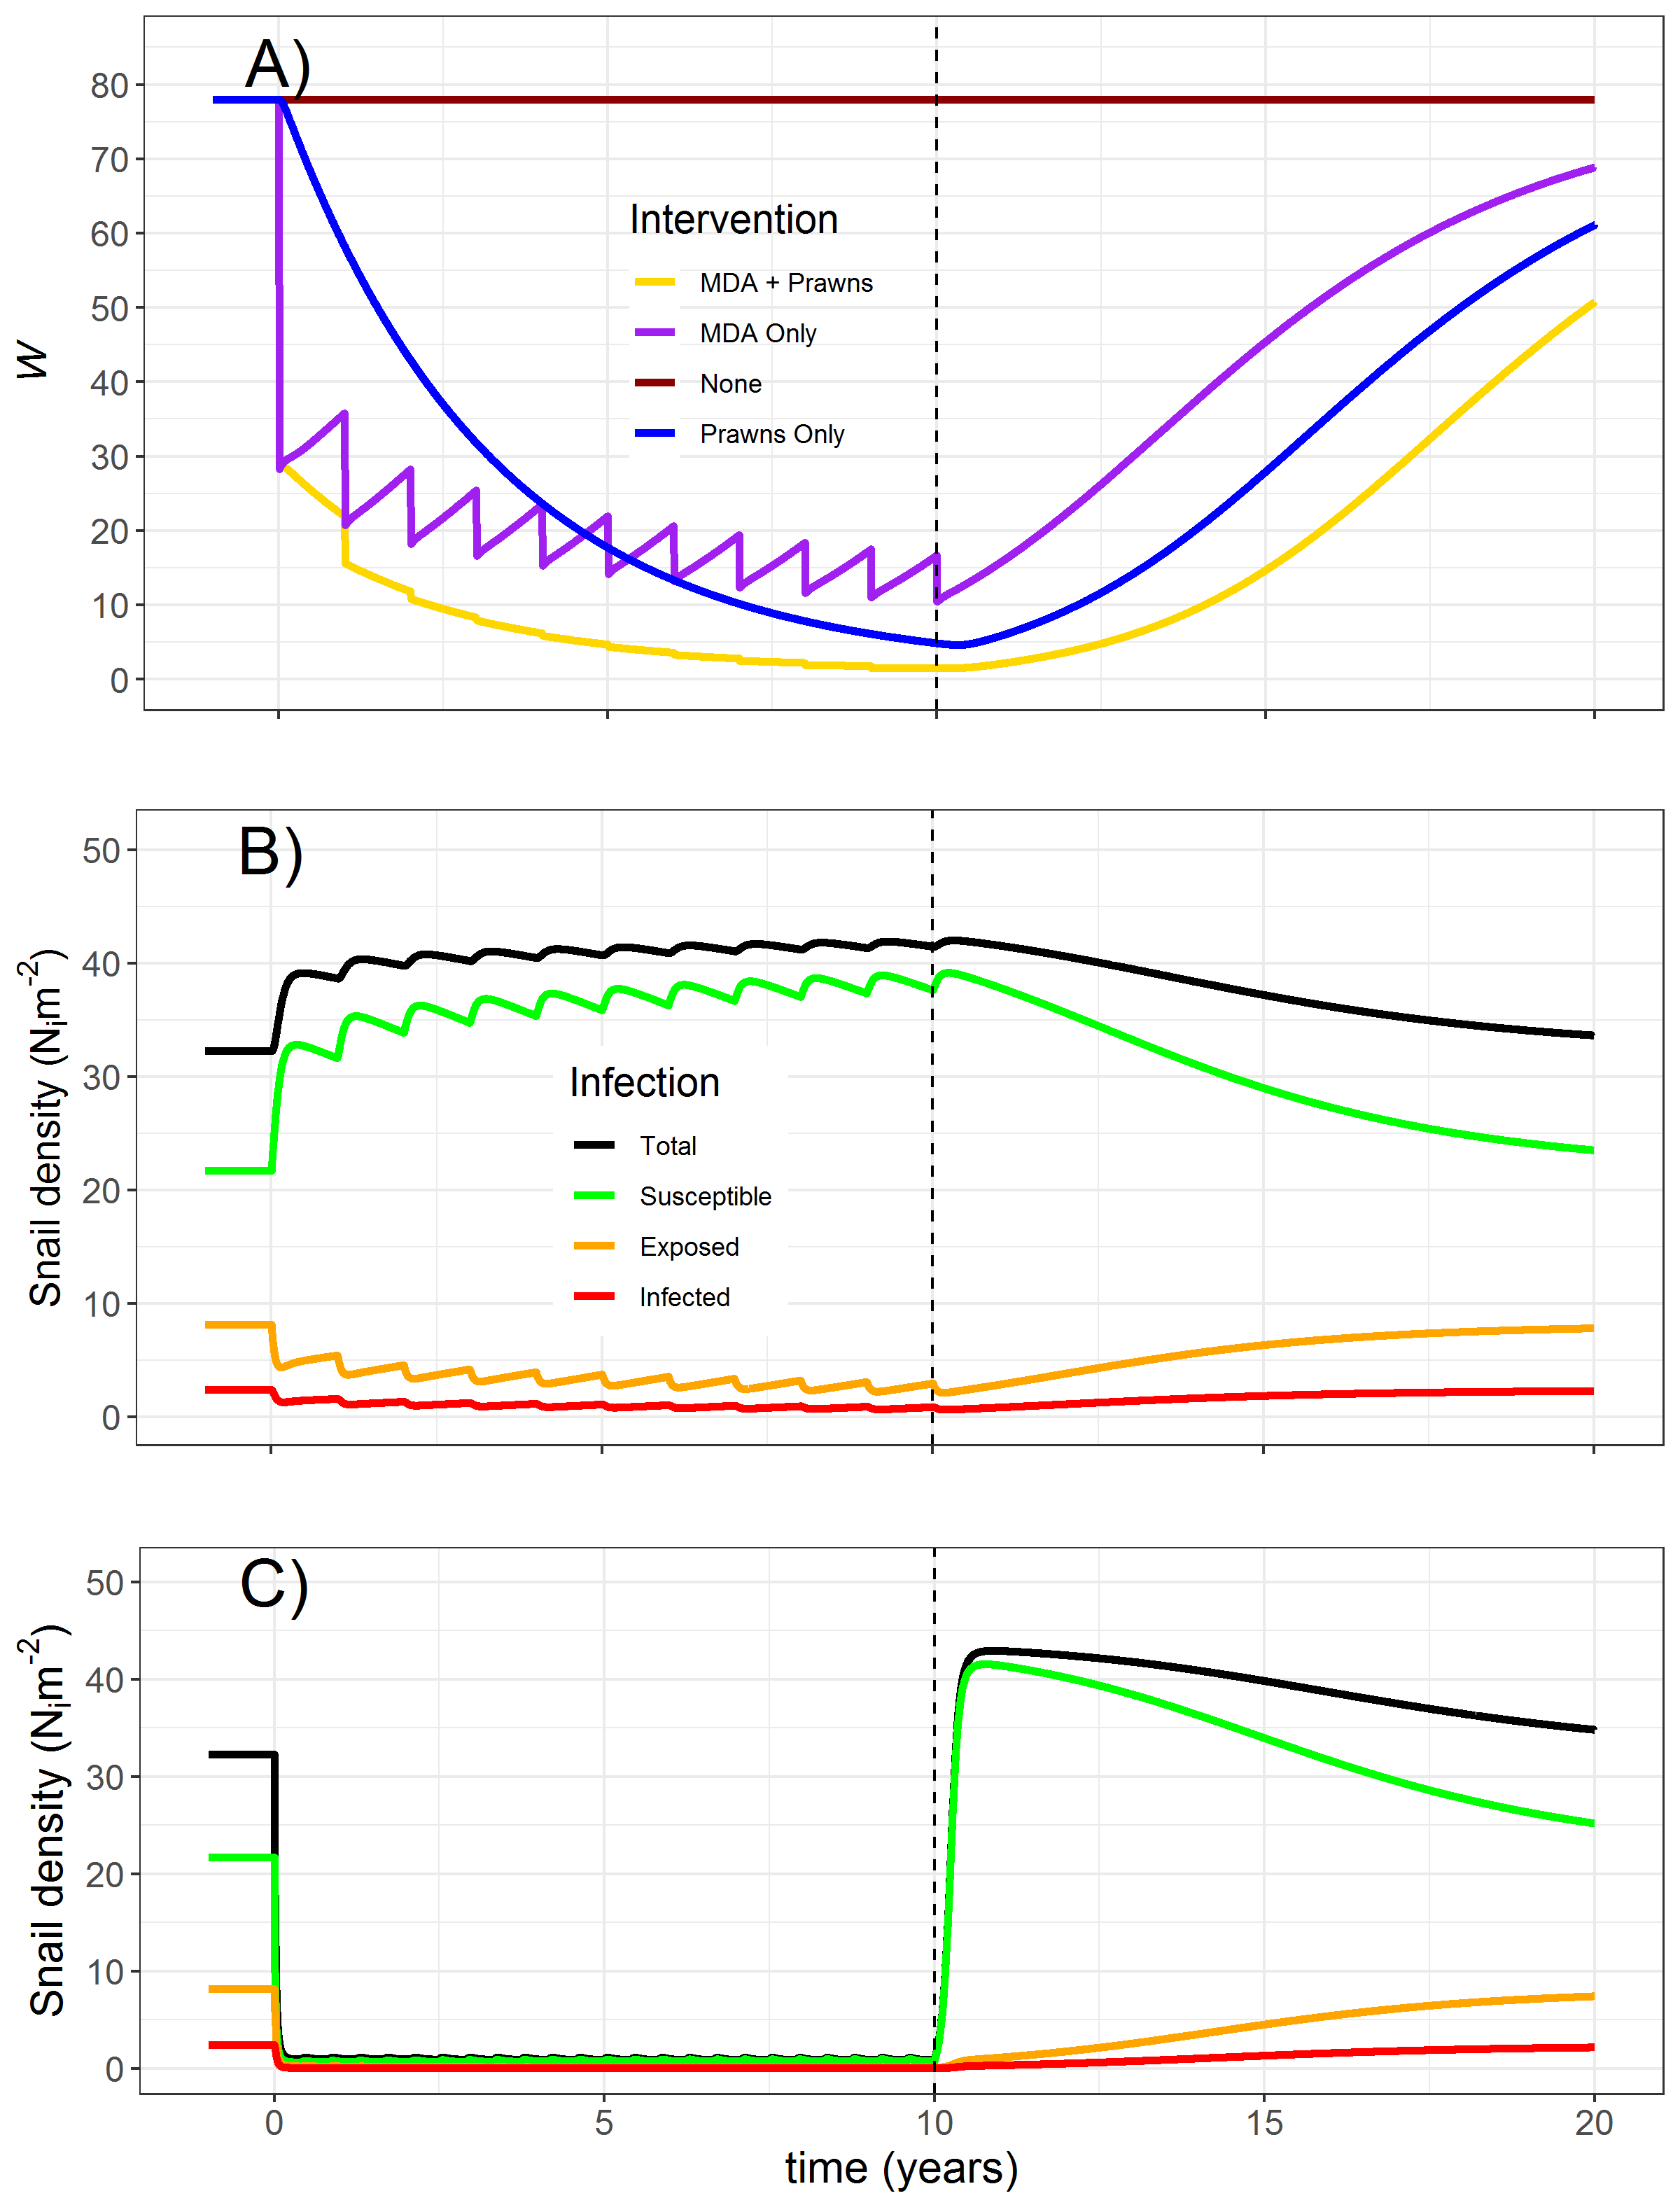 A)
80
70
60
50
40
30
20
10
0
W
Intervention
MDA + Prawns
MDA Only
None
Prawns Only
B)
50
40
30
20
10
0
Snail density (Nᵢm⁻²)
Infection
Total
Susceptible
Exposed
Infected
C)
50
40
30
20
10
0
Snail density (Nᵢm⁻²)
0 5 10 15 20
time (years)